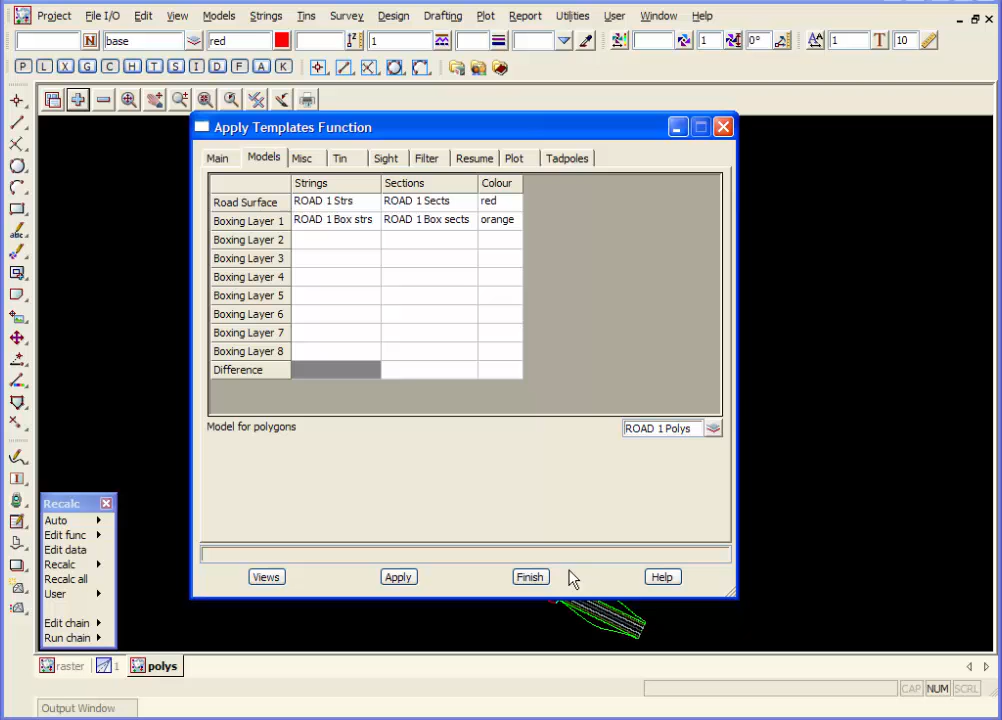 Project File I/O Edit View Models Strings Tins Survey Design Drafting Plot Report Utilities User Window Help
N base red 1 1 0° 1 T 10
P L X G C H T S I D F A K
Apply Templates Function
Main Models Misc Tin Sight Filter Resume Plot Tadpoles
Strings Sections Colour
Road Surface ROAD 1 Strs ROAD 1 Sects red
Boxing Layer 1 ROAD 1 Box strs ROAD 1 Box sects orange
Boxing Layer 2
Boxing Layer 3
Boxing Layer 4
Boxing Layer 5
Boxing Layer 6
Boxing Layer 7
Boxing Layer 8
Difference
Model for polygons ROAD 1 Polys
Views Apply Finish Help
Recalc
Auto
Edit func
Edit data
Recalc
Recalc all
User
Edit chain
Run chain
raster 1 polys
CAP NUM SCRL
Output Window